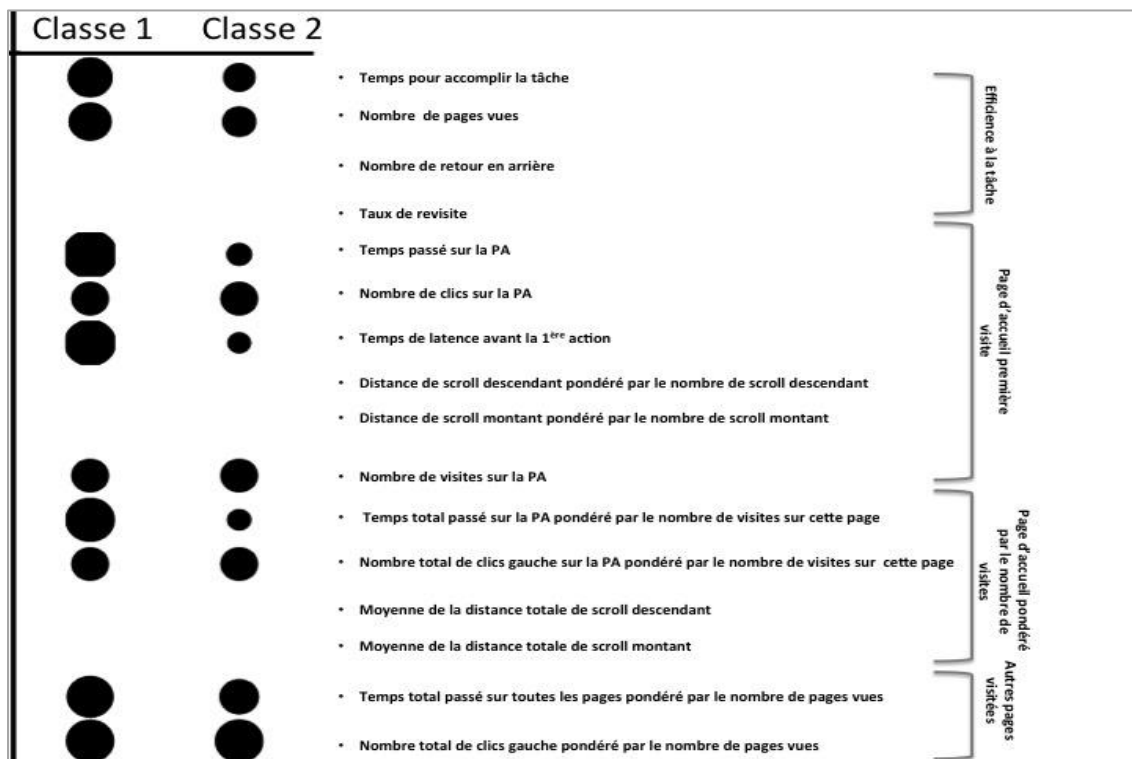 Classe 1 Classe 2
• Temps pour accomplir la tâche
• Nombre de pages vues
• Nombre de retour en arrière
• Taux de revisite
Efficience à la tâche
• Temps passé sur la PA
• Nombre de clics sur la PA
• Temps de latence avant la 1ère action
• Distance de scroll descendant pondéré par le nombre de scroll descendant
• Distance de scroll montant pondéré par le nombre de scroll montant
• Nombre de visites sur la PA
Page d'accueil première
visite
• Temps total passé sur la PA pondéré par le nombre de visites sur cette page
• Nombre total de clics gauche sur la PA pondéré par le nombre de visites sur cette page
• Moyenne de la distance totale de scroll descendant
• Moyenne de la distance totale de scroll montant
Page d'accueil pondéré
par le nombre de
visites
• Temps total passé sur toutes les pages pondéré par le nombre de pages vues
• Nombre total de clics gauche pondéré par le nombre de pages vues
Autres pages
visitées